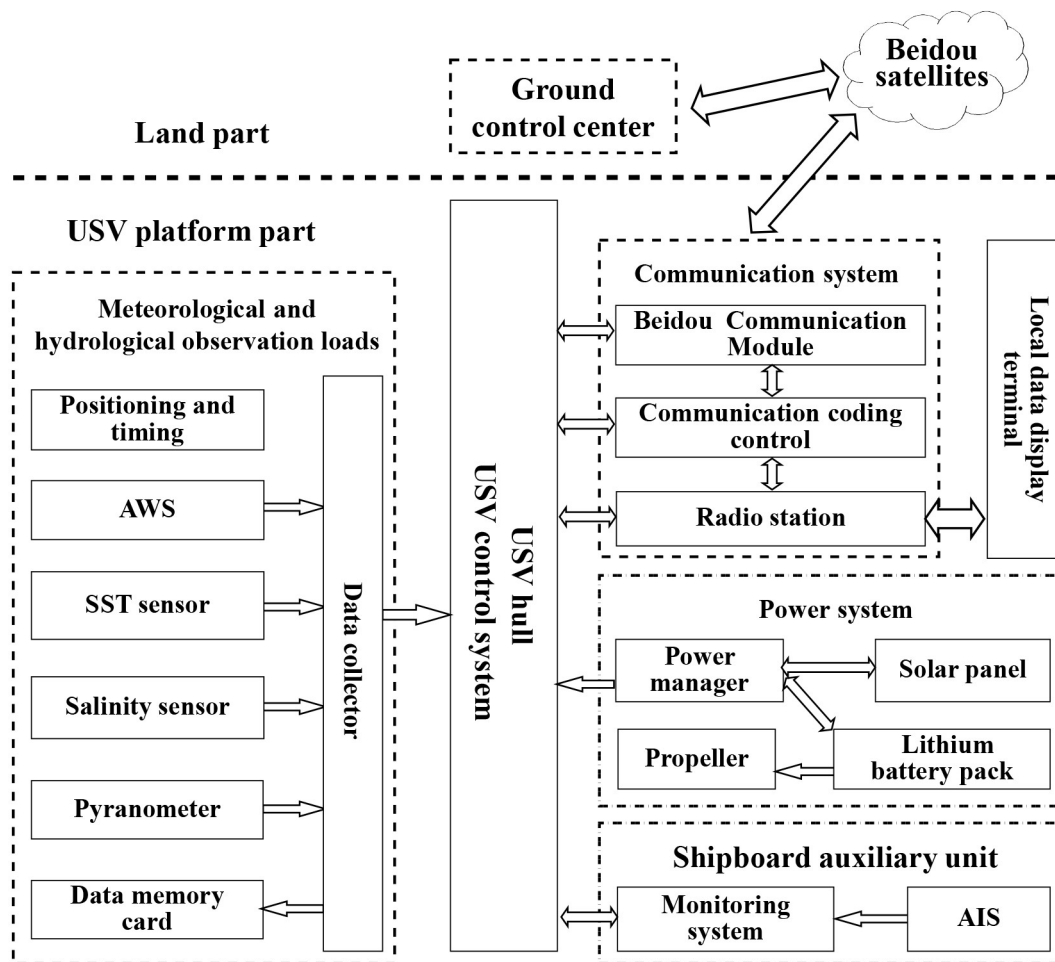 Beidou
satellites
Ground
control center
Land part
USV platform part
Meteorological and
hydrological observation loads
Positioning and
timing
AWS
SST sensor
Salinity sensor
Pyranometer
Data memory
card
Data collector
USV hull
USV control system
Communication system
Beidou Communication
Module
Communication coding
control
Radio station
Local data display
terminal
Power system
Power
manager
Solar panel
Propeller
Lithium
battery pack
Shipboard auxiliary unit
Monitoring
system
AIS